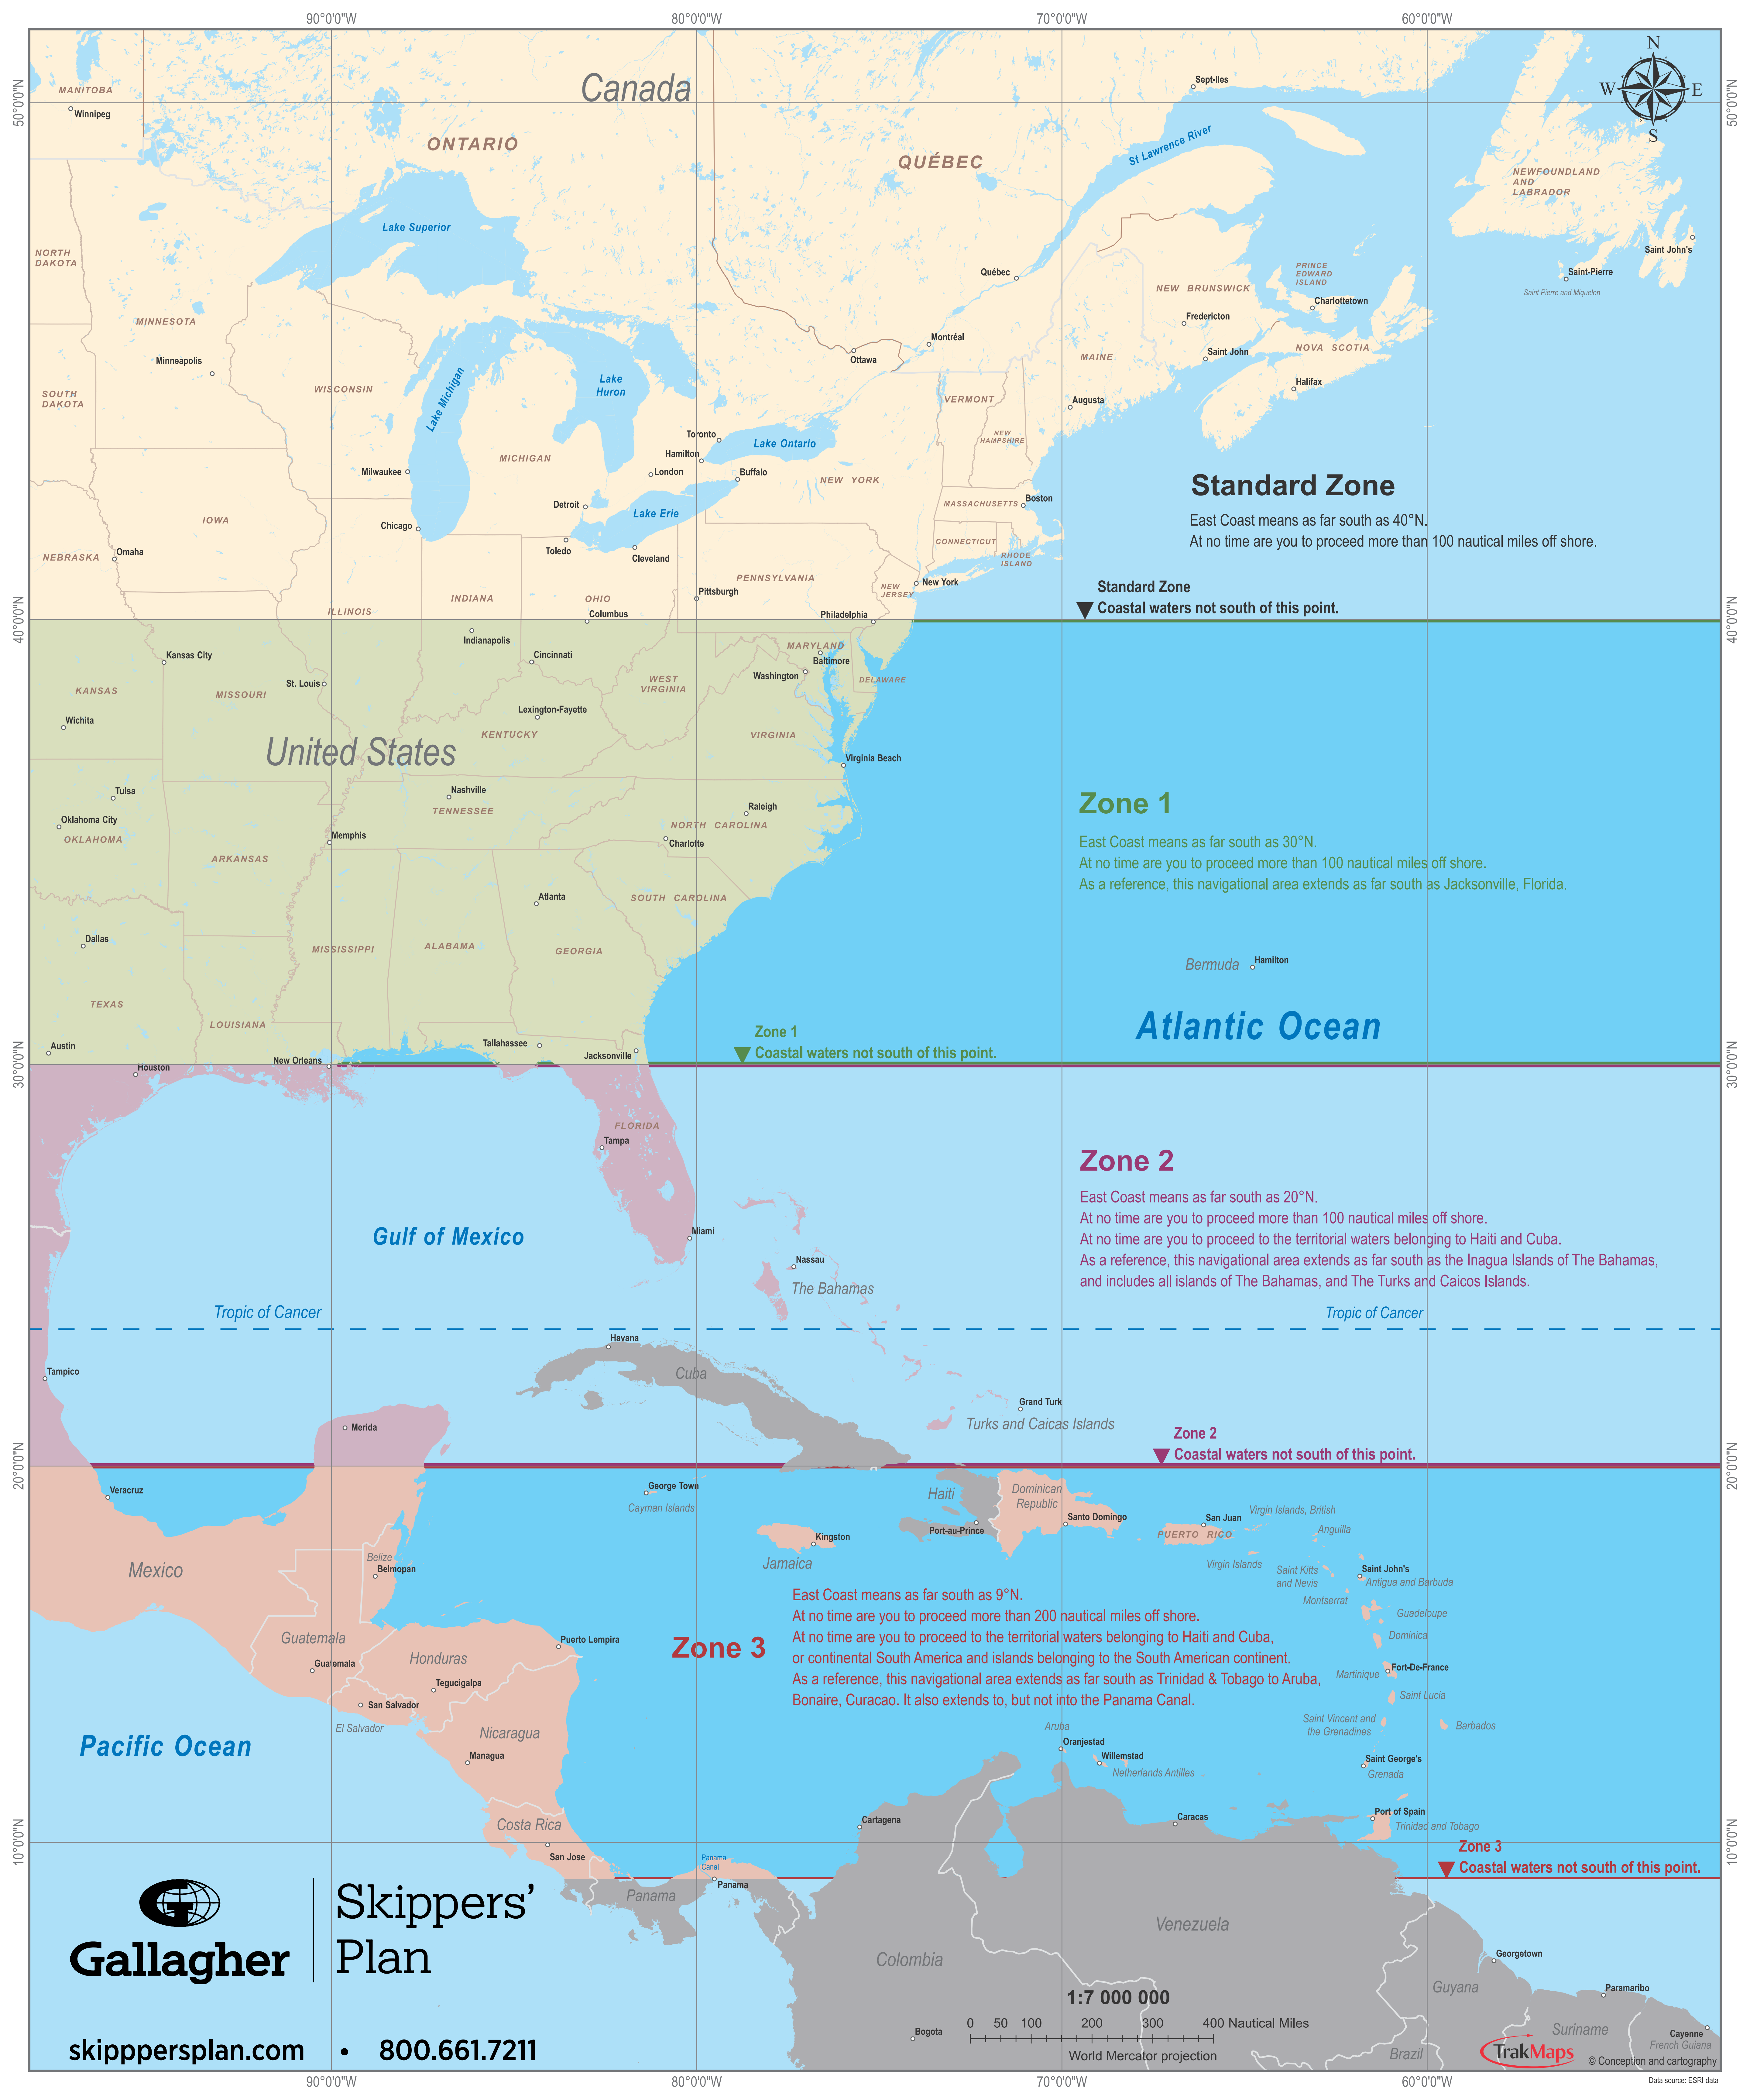 90°0'0"W
80°0'0"W
70°0'0"W
60°0'0"W
50°0'0"N
50°0'0"N
N
W
E
S
Canada
MANITOBA
Winnipeg
ONTARIO
QUÉBEC
Sept-Iles
St Lawrence River
NEWFOUNDLAND
AND
LABRADOR
Saint John's
Saint-Pierre
Saint Pierre and Miquelon
Lake Superior
NORTH
DAKOTA
MINNESOTA
Minneapolis
SOUTH
DAKOTA
WISCONSIN
Lake Michigan
Lake
Huron
Québec
Montréal
Ottawa
NEW BRUNSWICK
Fredericton
PRINCE
EDWARD
ISLAND
Charlottetown
Saint John
NOVA SCOTIA
Halifax
MAINE
Augusta
VERMONT
NEW
HAMPSHIRE
Toronto
Lake Ontario
Hamilton
London
Buffalo
NEW YORK
MICHIGAN
Milwaukee
Detroit
Lake Erie
Chicago
Toledo
Cleveland
MASSACHUSETTS
Boston
CONNECTICUT
RHODE
ISLAND
IOWA
NEBRASKA
Omaha
PENNSYLVANIA
NEW
JERSEY
New York
Pittsburgh
Philadelphia
ILLINOIS
INDIANA
OHIO
Columbus
Standard Zone
East Coast means as far south as 40°N.
At no time are you to proceed more than 100 nautical miles off shore.
Standard Zone
Coastal waters not south of this point.
40°0'0"N
40°0'0"N
Indianapolis
Kansas City
Cincinnati
MARYLAND
Baltimore
Washington
DELAWARE
KANSAS
MISSOURI
St. Louis
WEST
VIRGINIA
Wichita
Lexington-Fayette
KENTUCKY
VIRGINIA
United States
Virginia Beach
Tulsa
Nashville
TENNESSEE
Oklahoma City
OKLAHOMA
Memphis
Raleigh
NORTH CAROLINA
Charlotte
ARKANSAS
Atlanta
SOUTH CAROLINA
Dallas
MISSISSIPPI
ALABAMA
GEORGIA
TEXAS
LOUISIANA
Austin
Tallahassee
Jacksonville
New Orleans
Houston
Zone 1
East Coast means as far south as 30°N.
At no time are you to proceed more than 100 nautical miles off shore.
As a reference, this navigational area extends as far south as Jacksonville, Florida.
Bermuda
Hamilton
Atlantic Ocean
Zone 1
Coastal waters not south of this point.
30°0'0"N
30°0'0"N
FLORIDA
Tampa
Miami
Gulf of Mexico
Nassau
The Bahamas
Zone 2
East Coast means as far south as 20°N.
At no time are you to proceed more than 100 nautical miles off shore.
At no time are you to proceed to the territorial waters belonging to Haiti and Cuba.
As a reference, this navigational area extends as far south as the Inagua Islands of The Bahamas,
and includes all islands of The Bahamas, and The Turks and Caicos Islands.
Tropic of Cancer
Tropic of Cancer
Havana
Cuba
Tampico
Merida
Grand Turk
Turks and Caicas Islands
Zone 2
Coastal waters not south of this point.
20°0'0"N
20°0'0"N
Veracruz
George Town
Cayman Islands
Haiti
Port-au-Prince
Dominican
Republic
Santo Domingo
San Juan
PUERTO RICO
Virgin Islands, British
Anguilla
Virgin Islands
Kingston
Jamaica
Mexico
Belize
Belmopan
Saint Kitts
and Nevis
Saint John's
Antigua and Barbuda
Montserrat
Guadeloupe
Dominica
Martinique
Fort-De-France
Saint Lucia
Saint Vincent and
the Grenadines
Barbados
Saint George's
Grenada
Guatemala
Guatemala
Honduras
Puerto Lempira
Tegucigalpa
San Salvador
El Salvador
Nicaragua
Managua
Zone 3
East Coast means as far south as 9°N.
At no time are you to proceed more than 200 nautical miles off shore.
At no time are you to proceed to the territorial waters belonging to Haiti and Cuba,
or continental South America and islands belonging to the South American continent.
As a reference, this navigational area extends as far south as Trinidad & Tobago to Aruba,
Bonaire, Curacao. It also extends to, but not into the Panama Canal.
Pacific Ocean
Aruba
Oranjestad
Willemstad
Netherlands Antilles
Costa Rica
San Jose
Cartagena
Caracas
Port of Spain
Trinidad and Tobago
10°0'0"N
10°0'0"N
Zone 3
Coastal waters not south of this point.
Panama
Canal
Panama
Panama
Venezuela
Colombia
Georgetown
Guyana
Paramaribo
Suriname
Cayenne
French Guiana
Bogota
Brazil
Gallagher
Skippers'
Plan
skipppersplan.com • 800.661.7211
1:7 000 000
0 50 100 200 300 400 Nautical Miles
World Mercator projection
TrakMaps
© Conception and cartography
Data source: ESRI data
90°0'0"W
80°0'0"W
70°0'0"W
60°0'0"W